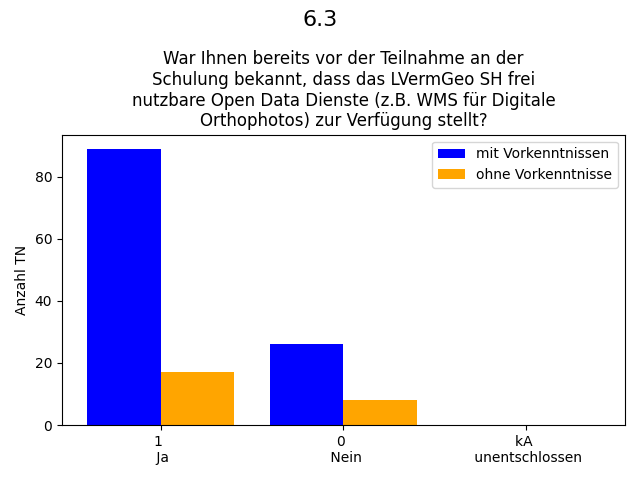 6.3
War Ihnen bereits vor der Teilnahme an der
Schulung bekannt, dass das LVermGeo SH frei
nutzbare Open Data Dienste (z.B. WMS für Digitale
Orthophotos) zur Verfügung stellt?
mit Vorkenntnissen
ohne Vorkenntnisse
Anzahl TN
80
60
40
20
0
1
Ja
0
Nein
kA
unentschlossen